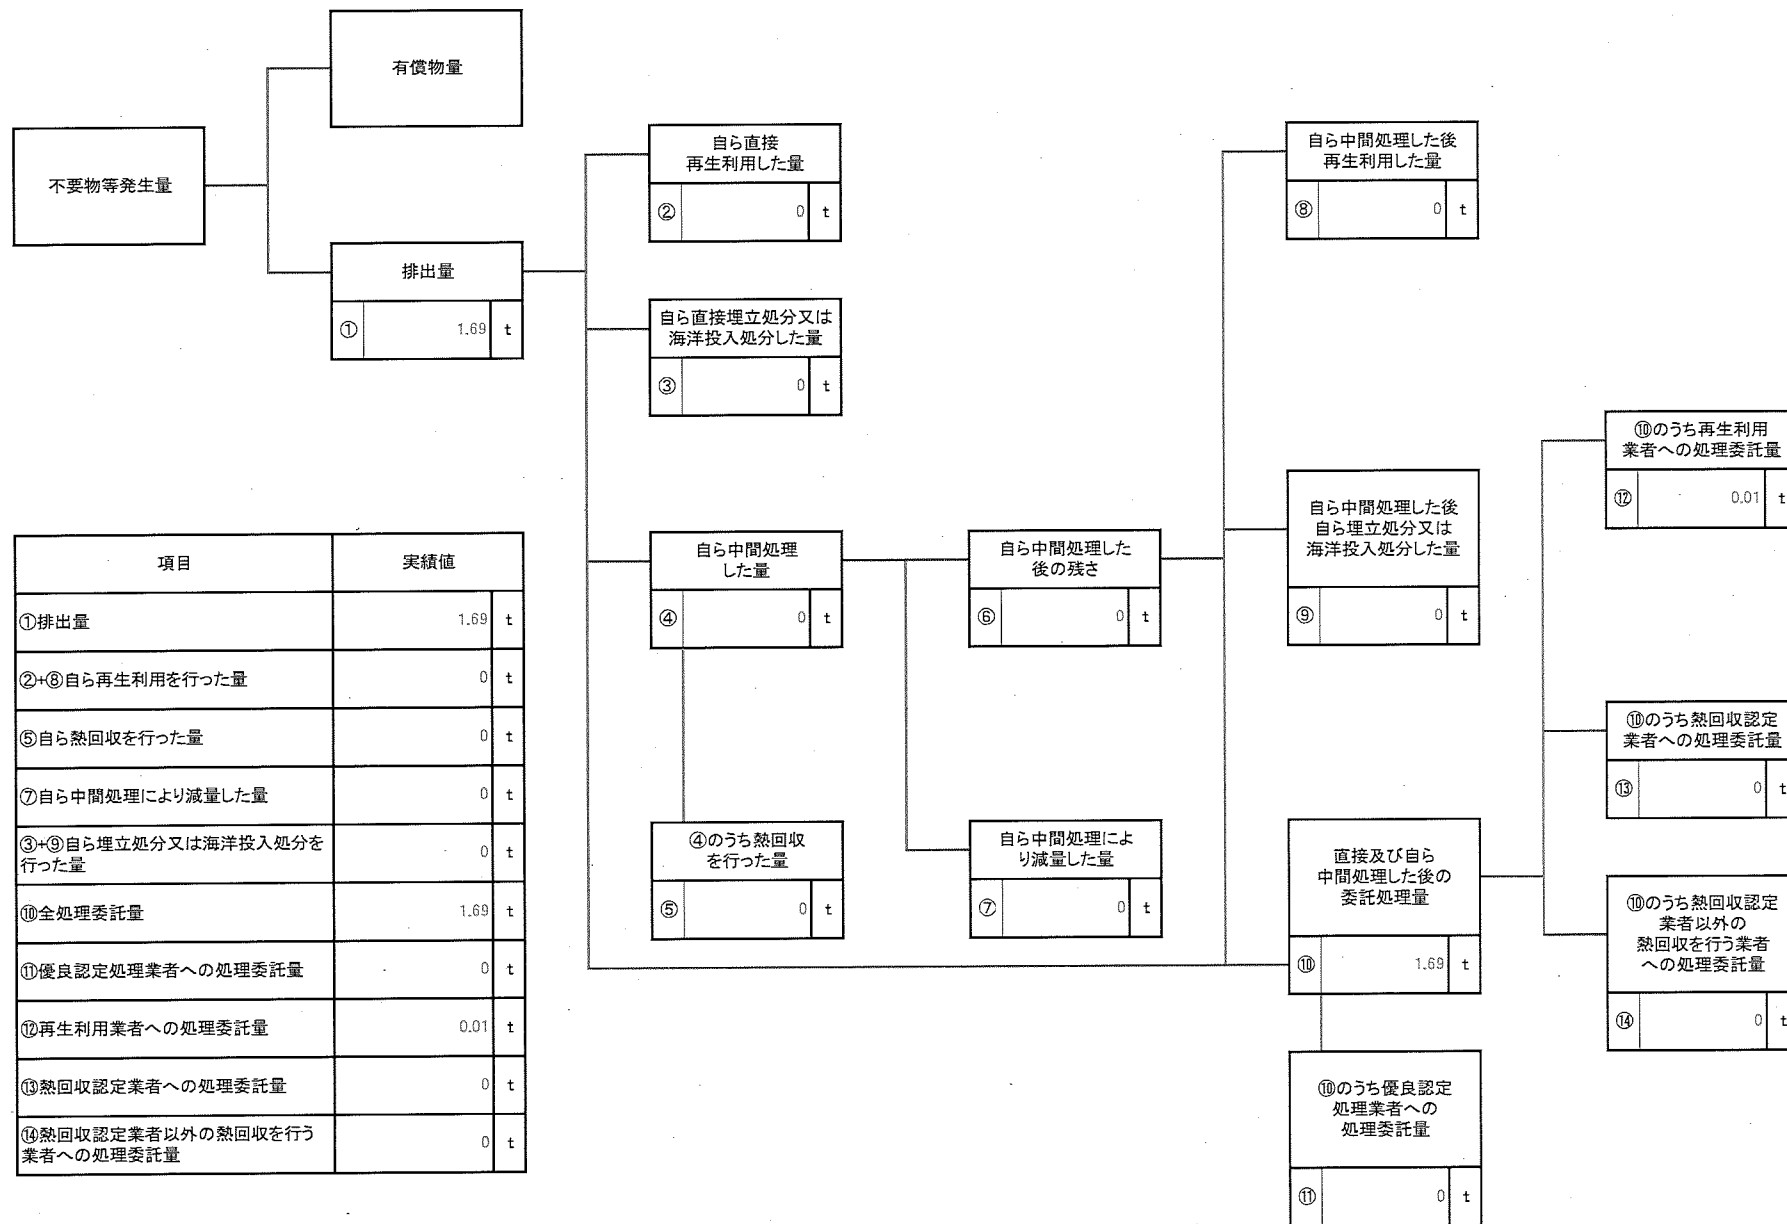 有償物量
不要物等発生量
排出量
① 1.69 t
自ら直接
再生利用した量
② 0 t
自ら直接埋立処分又は
海洋投入処分した量
③ 0 t
自ら中間処理
した量
④ 0 t
④のうち熱回収
を行った量
⑤ 0 t
自ら中間処理した
後の残さ
⑥ 0 t
自ら中間処理によ
り減量した量
⑦ 0 t
自ら中間処理した後
再生利用した量
⑧ 0 t
自ら中間処理した後
自ら埋立処分又は
海洋投入処分した量
⑨ 0 t
直接及び自ら
中間処理した後の
委託処理量
⑩ 1.69 t
⑩のうち優良認定
処理業者への
処理委託量
⑪ 0 t
⑩のうち再生利用
業者への処理委託量
⑫ 0.01 t
⑩のうち熱回収認定
業者への処理委託量
⑬ 0 t
⑩のうち熱回収認定
業者以外の
熱回収を行う業者
への処理委託量
⑭ 0 t
項目 実績値
①排出量 1.69 t
②+⑧自ら再生利用を行った量 0 t
⑤自ら熱回収を行った量 0 t
⑦自ら中間処理により減量した量 0 t
③+⑨自ら埋立処分又は海洋投入処分を
行った量 0 t
⑩全処理委託量 1.69 t
⑪優良認定処理業者への処理委託量 0 t
⑫再生利用業者への処理委託量 0.01 t
⑬熱回収認定業者への処理委託量 0 t
⑭熱回収認定業者以外の熱回収を行う
業者への処理委託量 0 t